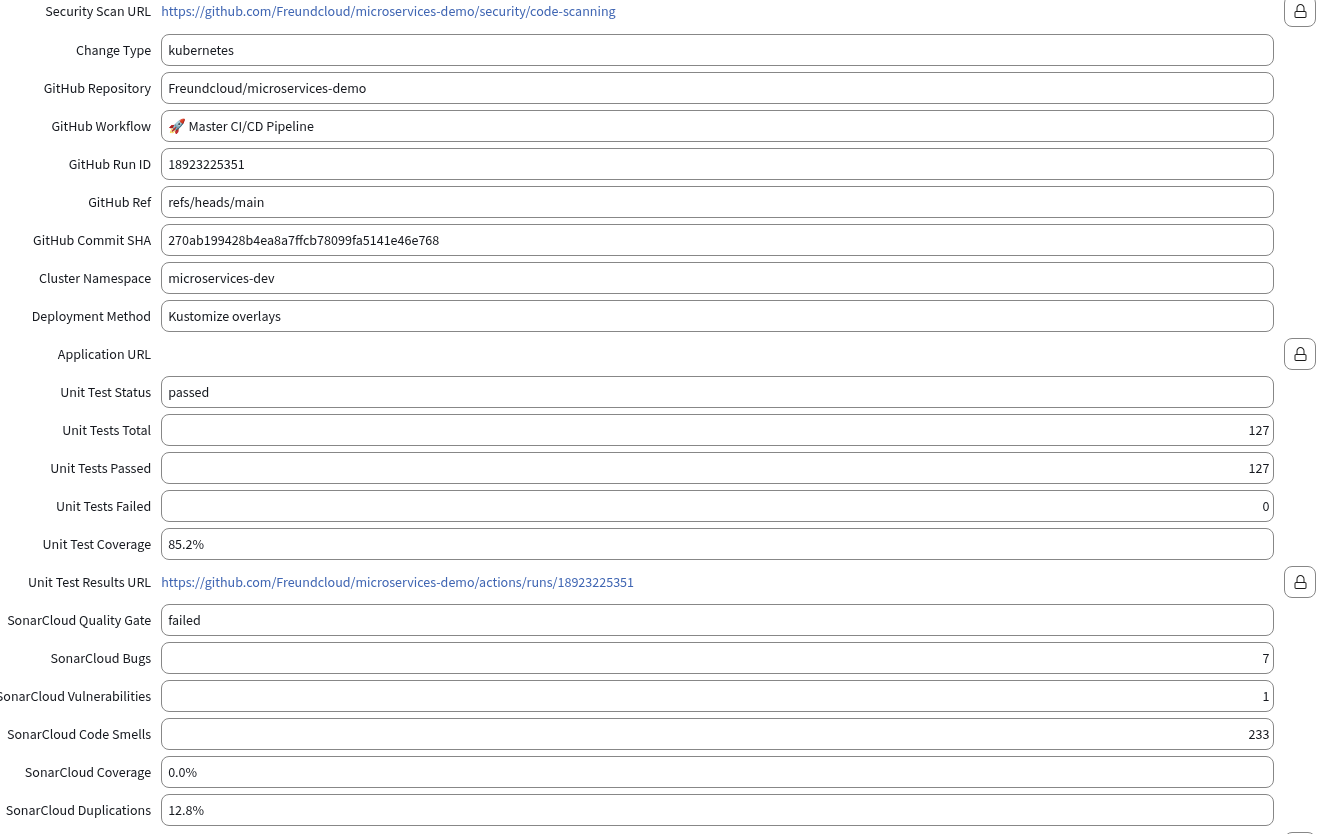 Security Scan URL https://github.com/Freundcloud/microservices-demo/security/code-scanning
Change Type kubernetes
GitHub Repository Freundcloud/microservices-demo
GitHub Workflow 🚀 Master CI/CD Pipeline
GitHub Run ID 18923225351
GitHub Ref refs/heads/main
GitHub Commit SHA 270ab199428b4ea8a7ffcb78099fa5141e46e768
Cluster Namespace microservices-dev
Deployment Method Kustomize overlays
Application URL
Unit Test Status passed
Unit Tests Total 127
Unit Tests Passed 127
Unit Tests Failed 0
Unit Test Coverage 85.2%
Unit Test Results URL https://github.com/Freundcloud/microservices-demo/actions/runs/18923225351
SonarCloud Quality Gate failed
SonarCloud Bugs 7
SonarCloud Vulnerabilities 1
SonarCloud Code Smells 233
SonarCloud Coverage 0.0%
SonarCloud Duplications 12.8%